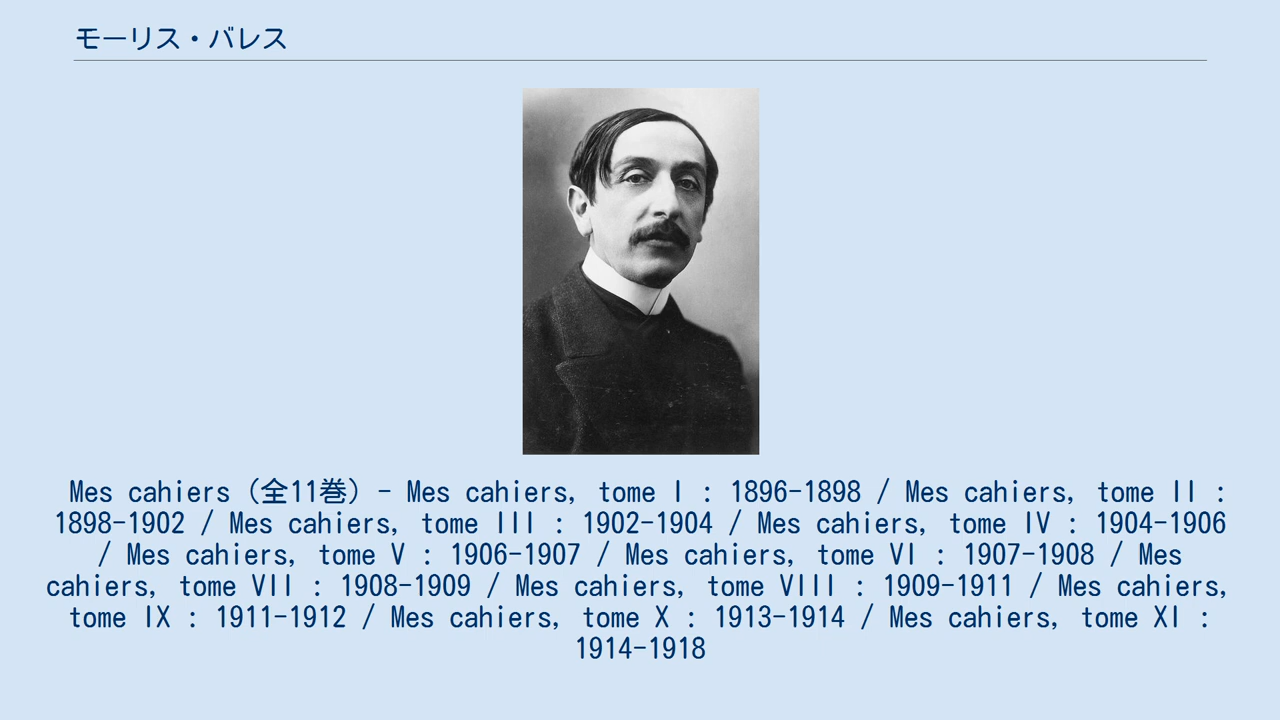 モーリス・バレス
Mes cahiers（全11巻）- Mes cahiers, tome I : 1896-1898 / Mes cahiers, tome II :
1898-1902 / Mes cahiers, tome III : 1902-1904 / Mes cahiers, tome IV : 1904-1906
/ Mes cahiers, tome V : 1906-1907 / Mes cahiers, tome VI : 1907-1908 / Mes
cahiers, tome VII : 1908-1909 / Mes cahiers, tome VIII : 1909-1911 / Mes cahiers,
tome IX : 1911-1912 / Mes cahiers, tome X : 1913-1914 / Mes cahiers, tome XI :
1914-1918